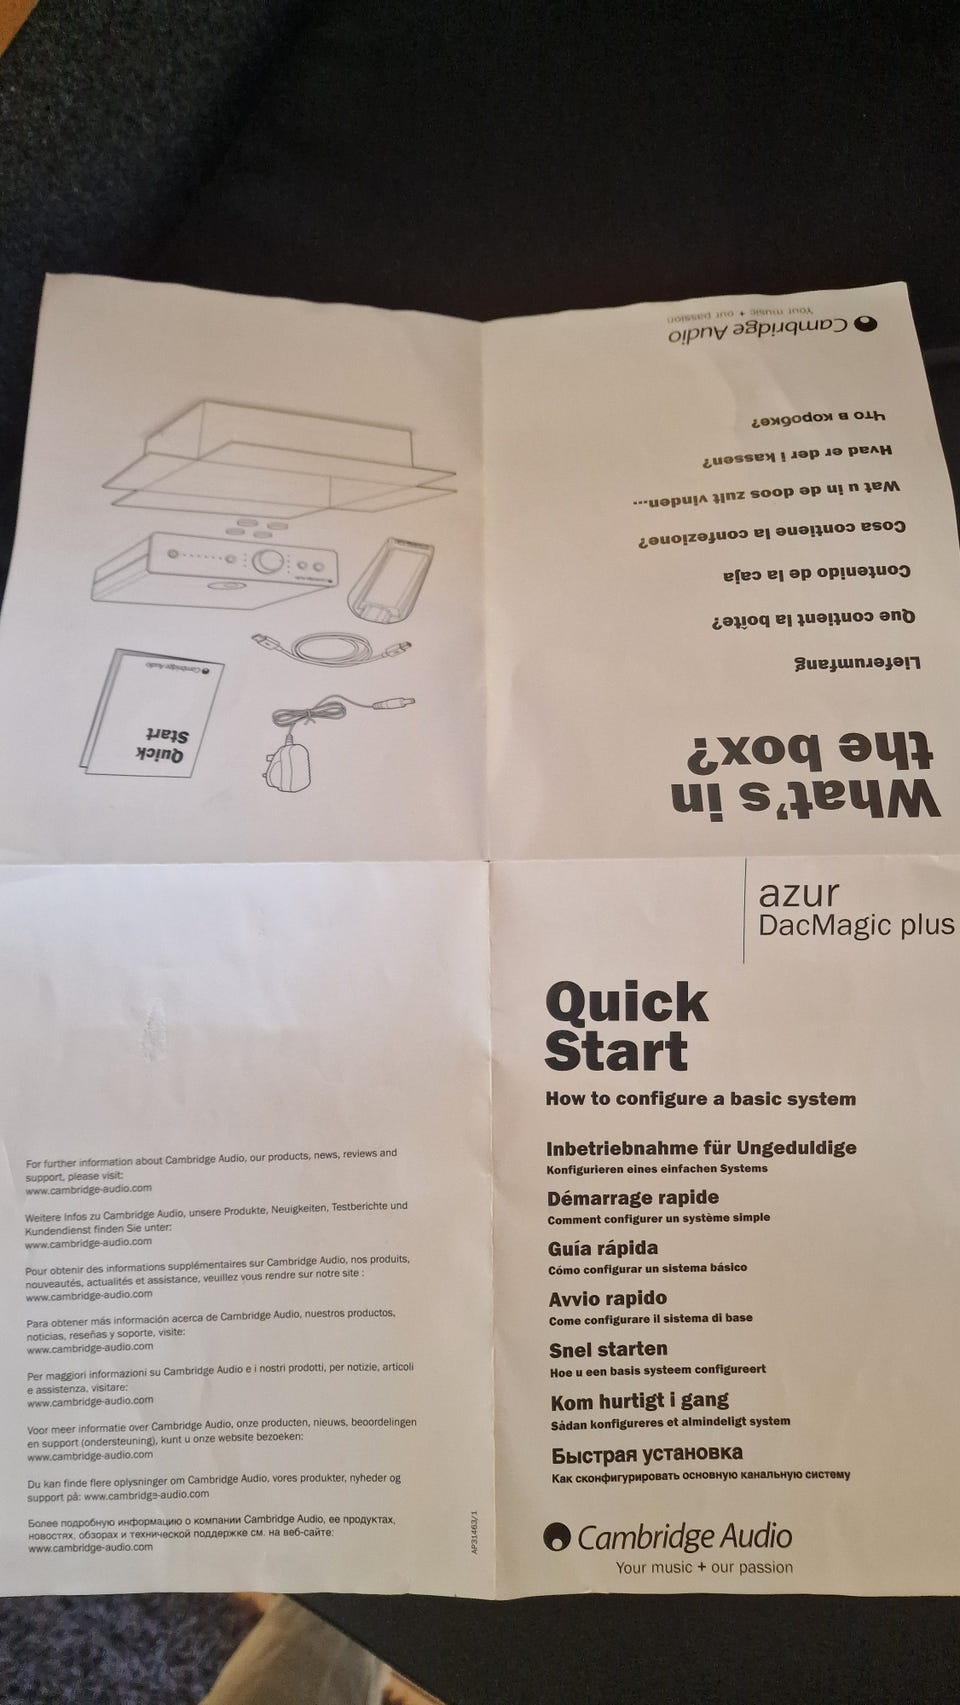 Cambridge Audio
Your music + our passion
Что в коробке?
Hvad er der i kassen?
Wat u in de doos zult vinden...
Cosa contiene la confezione?
Contenido de la caja
Que contient la boîte?
Lieferumfang
What's in
the box?
Cambridge Audio
Cambridge Audio
Quick
Start
azur
DacMagic plus
Quick
Start
How to configure a basic system
Inbetriebnahme für Ungeduldige
Konfigurieren eines einfachen Systems
Démarrage rapide
Comment configurer un système simple
Guía rápida
Cómo configurar un sistema básico
Avvio rapido
Come configurare il sistema di base
Snel starten
Hoe u een basis systeem configureert
Kom hurtigt i gang
Sådan konfigureres et almindeligt system
Быстрая установка
Как сконфигурировать основную канальную систему
Cambridge Audio
Your music + our passion
For further information about Cambridge Audio, our products, news, reviews and
support, please visit:
www.cambridge-audio.com
Weitere Infos zu Cambridge Audio, unsere Produkte, Neuigkeiten, Testberichte und
Kundendienst finden Sie unter:
www.cambridge-audio.com
Pour obtenir des informations supplémentaires sur Cambridge Audio, nos produits,
nouveautés, actualités et assistance, veuillez vous rendre sur notre site :
www.cambridge-audio.com
Para obtener más información acerca de Cambridge Audio, nuestros productos,
noticias, reseñas y soporte, visite:
www.cambridge-audio.com
Per maggiori informazioni su Cambridge Audio e i nostri prodotti, per notizie, articoli
e assistenza, visitare:
www.cambridge-audio.com
Voor meer informatie over Cambridge Audio, onze producten, nieuws, beoordelingen
en support (ondersteuning), kunt u onze website bezoeken:
www.cambridge-audio.com
Du kan finde flere oplysninger om Cambridge Audio, vores produkter, nyheder og
support på: www.cambridge-audio.com
Более подробную информацию о компании Cambridge Audio, ее продуктах,
новостях, обзорах и технической поддержке см. на веб-сайте:
www.cambridge-audio.com
AP31463/1